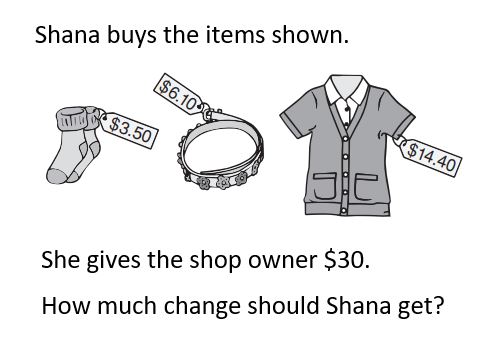 Shana buys the items shown.
$6.10
$3.50
$14.40
She gives the shop owner $30.
How much change should Shana get?